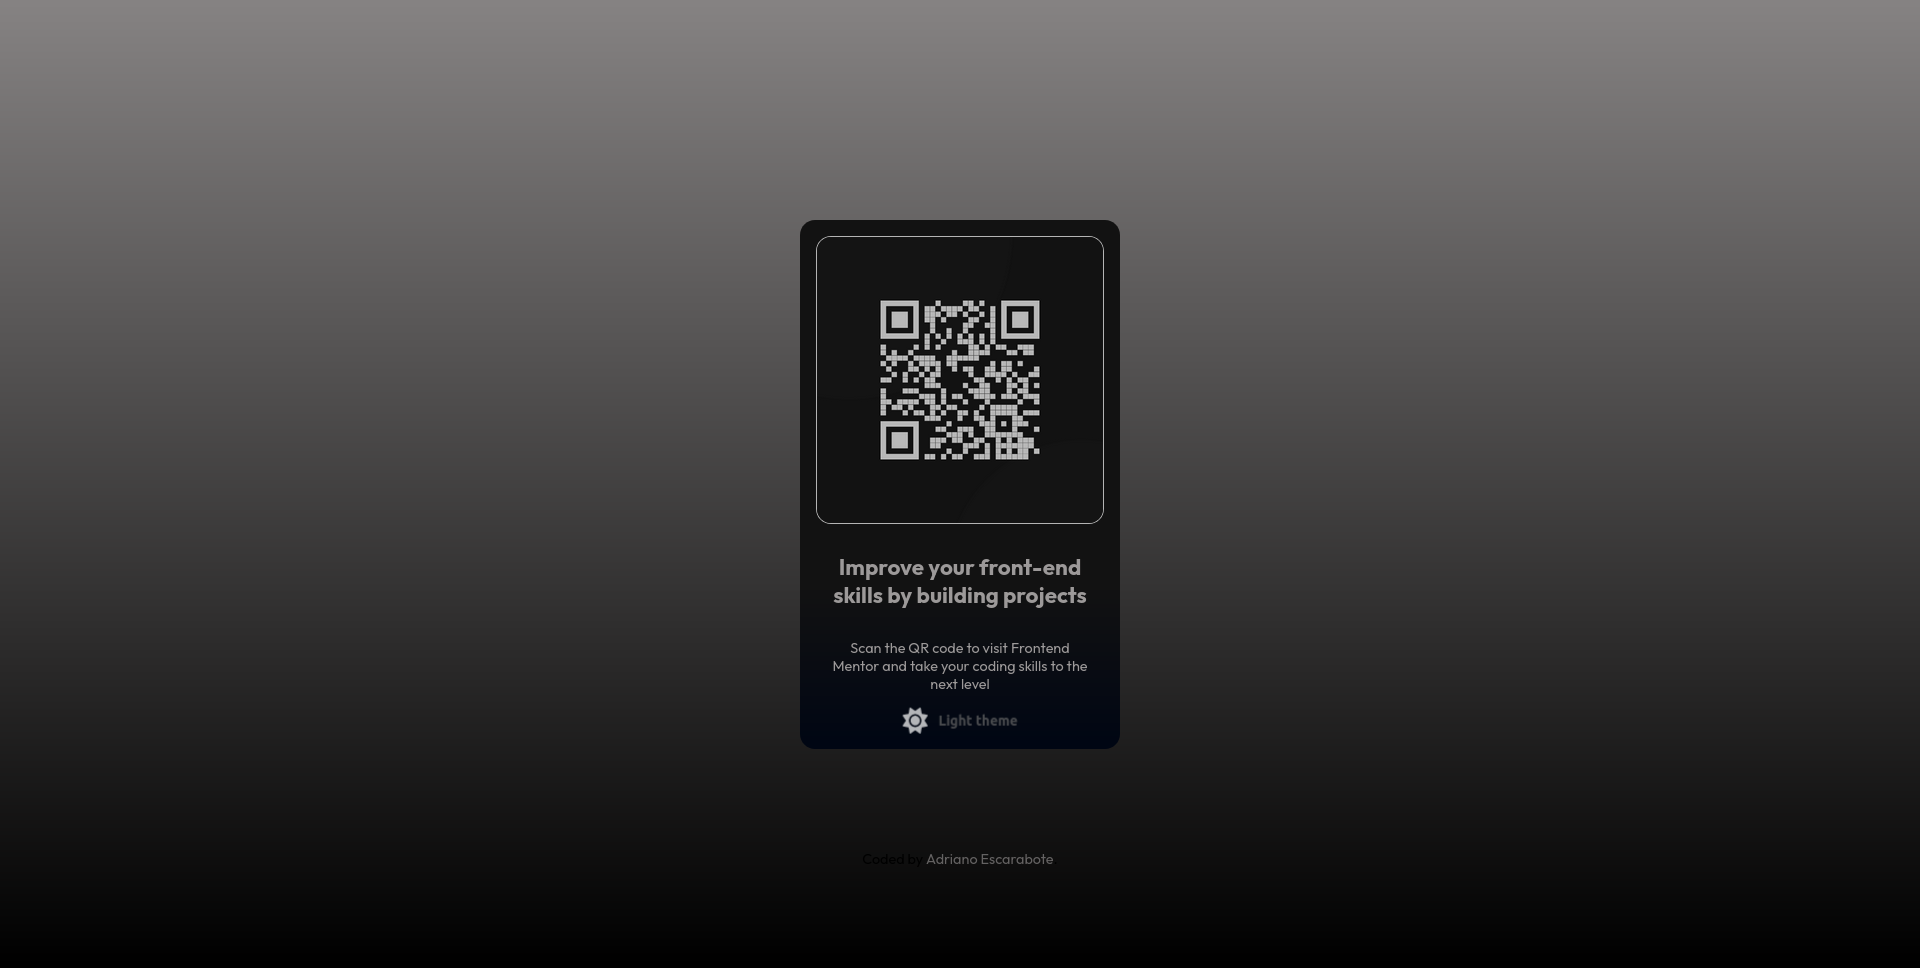 Improve your front-end
skills by building projects
Scan the QR code to visit Frontend
Mentor and take your coding skills to the
next level
Light theme
Coded by Adriano Escarabote